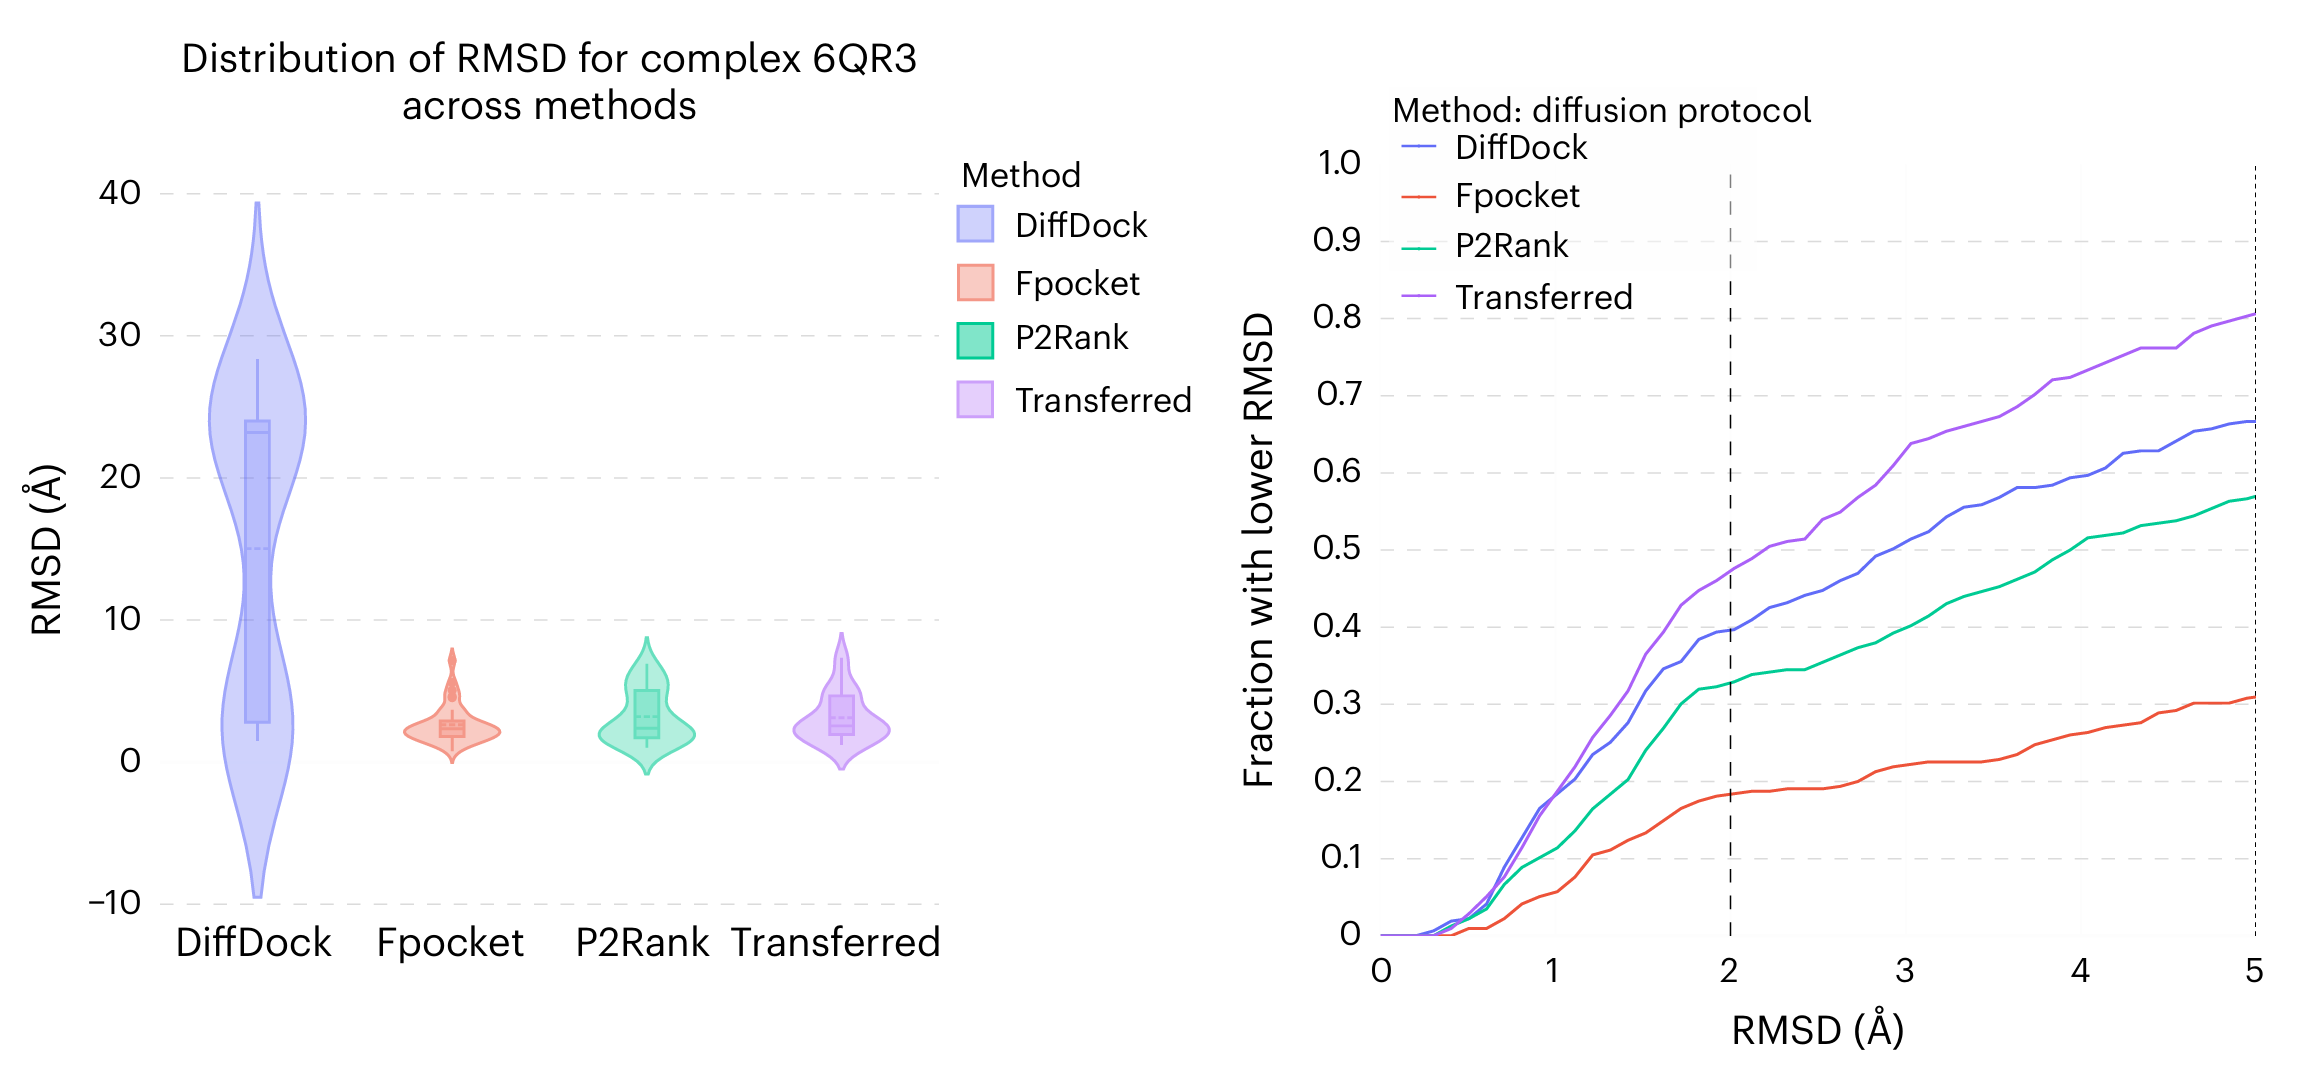 Distribution of RMSD for complex 6QR3
across methods
RMSD (Å)
40
30
20
10
0
−10
DiffDock
Fpocket
P2Rank
Transferred
Method
DiffDock
Fpocket
P2Rank
Transferred
Method: diffusion protocol
DiffDock
Fpocket
P2Rank
Transferred
Fraction with lower RMSD
1.0
0.9
0.8
0.7
0.6
0.5
0.4
0.3
0.2
0.1
0
0
1
2
3
4
5
RMSD (Å)